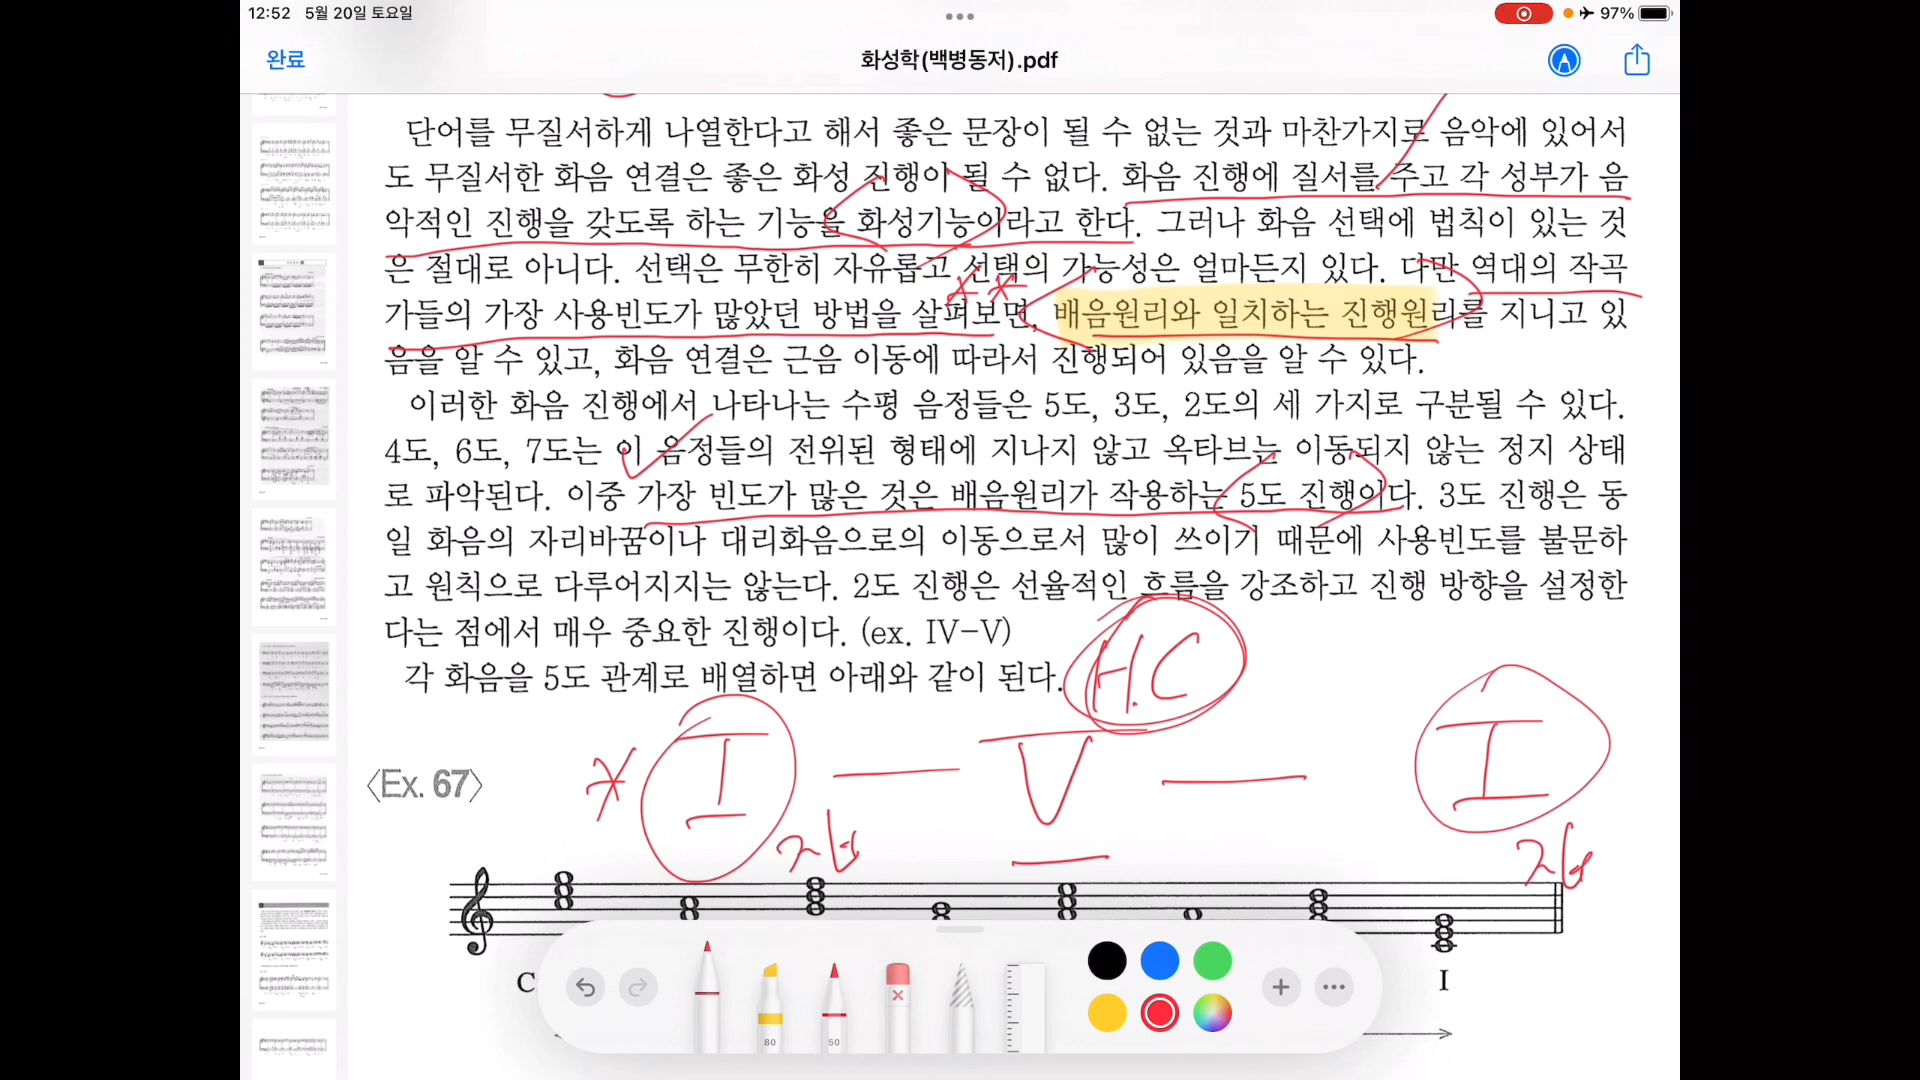 12:52 5월 20일 토요일
97%
완료
화성학(백병동저).pdf
단어를 무질서하게 나열한다고 해서 좋은 문장이 될 수 없는 것과 마찬가지로 음악에 있어서
도 무질서한 화음 연결은 좋은 화성 진행이 될 수 없다. 화음 진행에 질서를 주고 각 성부가 음
악적인 진행을 갖도록 하는 기능을 화성기능이라고 한다. 그러나 화음 선택에 법칙이 있는 것
은 절대로 아니다. 선택은 무한히 자유롭고 선택의 가능성은 얼마든지 있다. 다만 역대의 작곡
가들의 가장 사용빈도가 많았던 방법을 살펴보면, 배음원리와 일치하는 진행원리를 지니고 있
음을 알 수 있고, 화음 연결은 근음 이동에 따라서 진행되어 있음을 알 수 있다.
이러한 화음 진행에서 나타나는 수평 음정들은 5도, 3도, 2도의 세 가지로 구분될 수 있다.
4도, 6도, 7도는 이 음정들의 전위된 형태에 지나지 않고 옥타브는 이동되지 않는 정지 상태
로 파악된다. 이중 가장 빈도가 많은 것은 배음원리가 작용하는 5도 진행이다. 3도 진행은 동
일 화음의 자리바꿈이나 대리화음으로의 이동으로서 많이 쓰이기 때문에 사용빈도를 불문하
고 원칙으로 다루어지지는 않는다. 2도 진행은 선율적인 흐름을 강조하고 진행 방향을 설정한
다는 점에서 매우 중요한 진행이다. (ex. IV-V)
각 화음을 5도 관계로 배열하면 아래와 같이 된다.
H.C
〈Ex. 67〉
I — V — I
C
I
80
50